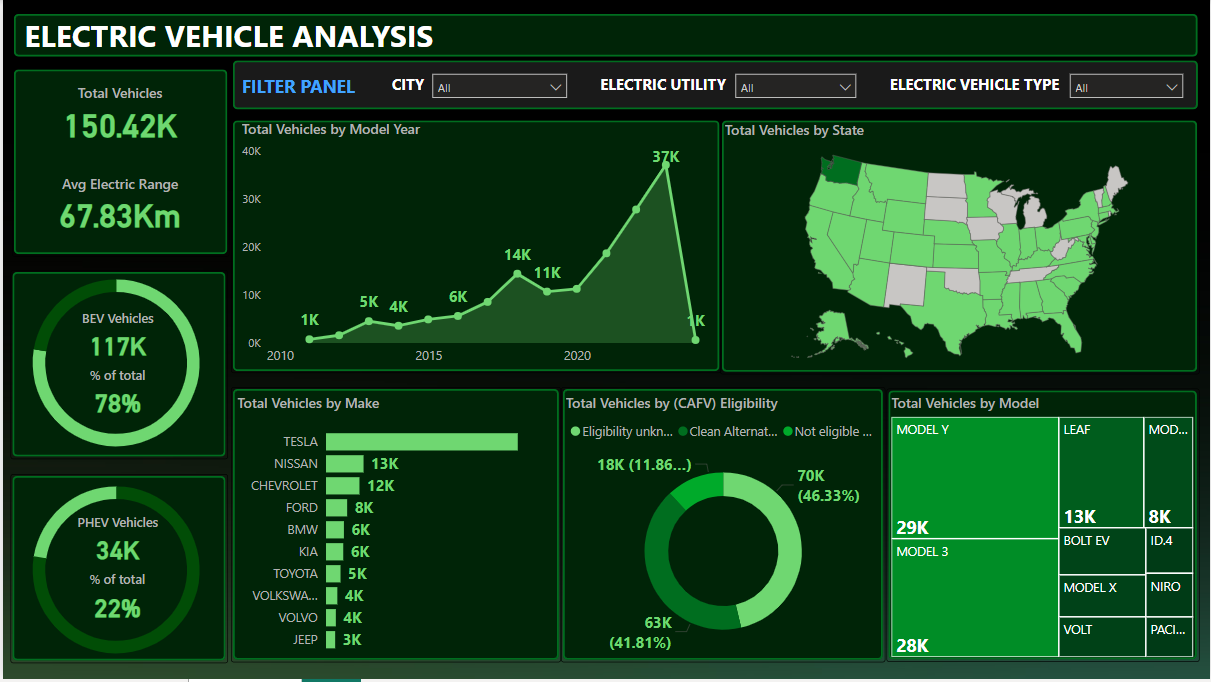 ELECTRIC VEHICLE ANALYSIS
Total Vehicles
150.42K
Avg Electric Range
67.83Km
FILTER PANEL
CITY
All
ELECTRIC UTILITY
All
ELECTRIC VEHICLE TYPE
All
Total Vehicles by Model Year
40K
30K
20K
10K
0K
1K
5K
4K
6K
14K
11K
37K
1K
2010
2015
2020
Total Vehicles by State
BEV Vehicles
117K
% of total
78%
PHEV Vehicles
34K
% of total
22%
Total Vehicles by Make
TESLA
NISSAN 13K
CHEVROLET 12K
FORD 8K
BMW 6K
KIA 6K
TOYOTA 5K
VOLKSWA... 4K
VOLVO 4K
JEEP 3K
Total Vehicles by (CAFV) Eligibility
Eligibility unkn... Clean Alternat... Not eligible ...
18K (11.86...)
70K
(46.33%)
63K
(41.81%)
Total Vehicles by Model
MODEL Y
29K
MODEL 3
28K
LEAF
13K
MOD...
8K
BOLT EV
ID.4
MODEL X
NIRO
VOLT
PACI...